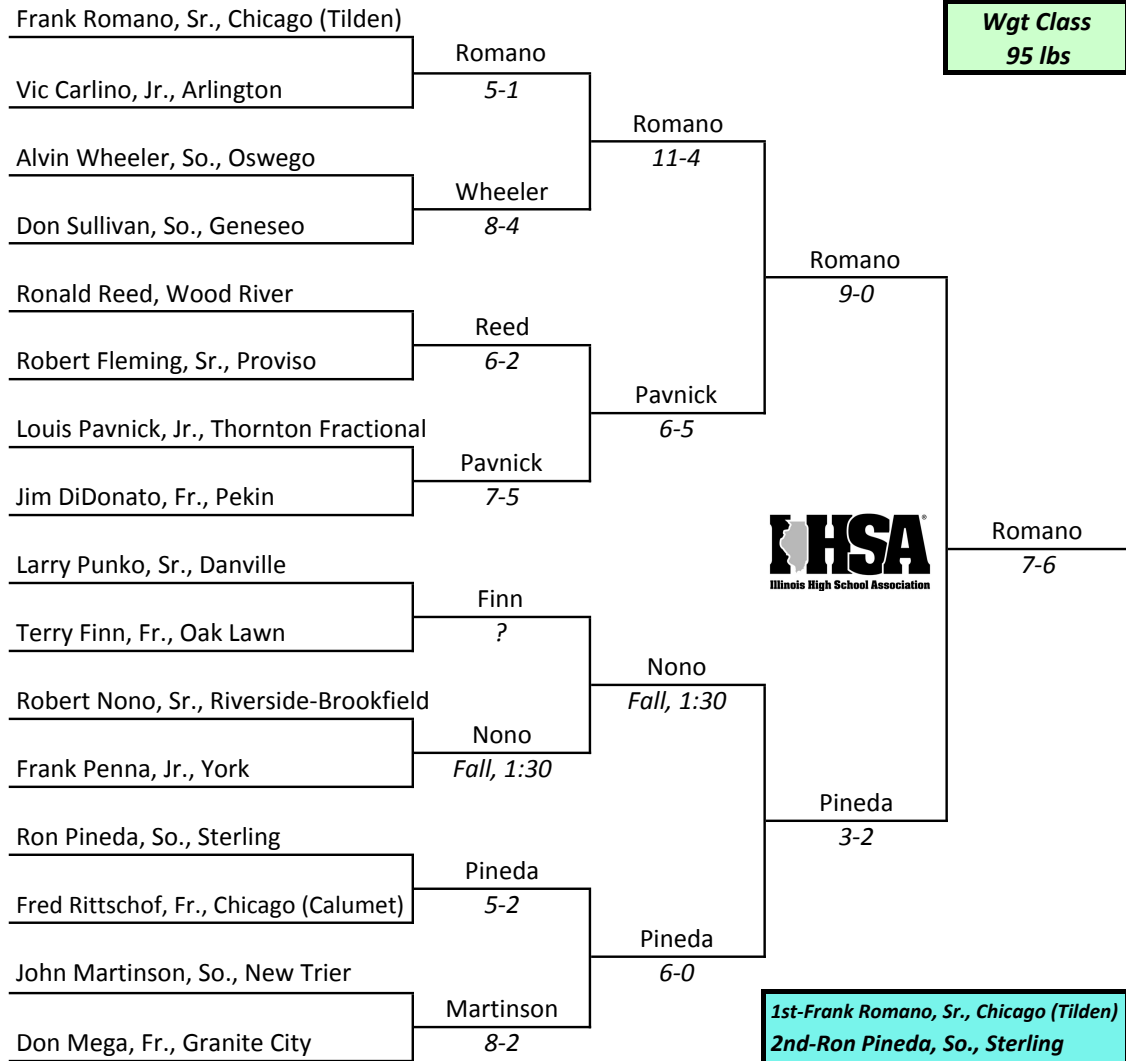 Frank Romano, Sr., Chicago (Tilden)
Wgt Class
95 lbs
Romano
Vic Carlino, Jr., Arlington
5-1
Romano
Alvin Wheeler, So., Oswego
11-4
Wheeler
Don Sullivan, So., Geneseo
8-4
Romano
Ronald Reed, Wood River
9-0
Reed
Robert Fleming, Sr., Proviso
6-2
Pavnick
Louis Pavnick, Jr., Thornton Fractional
6-5
Pavnick
Jim DiDonato, Fr., Pekin
7-5
IHSA®
Illinois High School Association
Romano
7-6
Larry Punko, Sr., Danville
Finn
Terry Finn, Fr., Oak Lawn
?
Nono
Robert Nono, Sr., Riverside-Brookfield
Fall, 1:30
Nono
Frank Penna, Jr., York
Fall, 1:30
Pineda
3-2
Ron Pineda, So., Sterling
Pineda
Fred Rittschof, Fr., Chicago (Calumet)
5-2
Pineda
John Martinson, So., New Trier
6-0
Martinson
Don Mega, Fr., Granite City
8-2
1st-Frank Romano, Sr., Chicago (Tilden)
2nd-Ron Pineda, So., Sterling